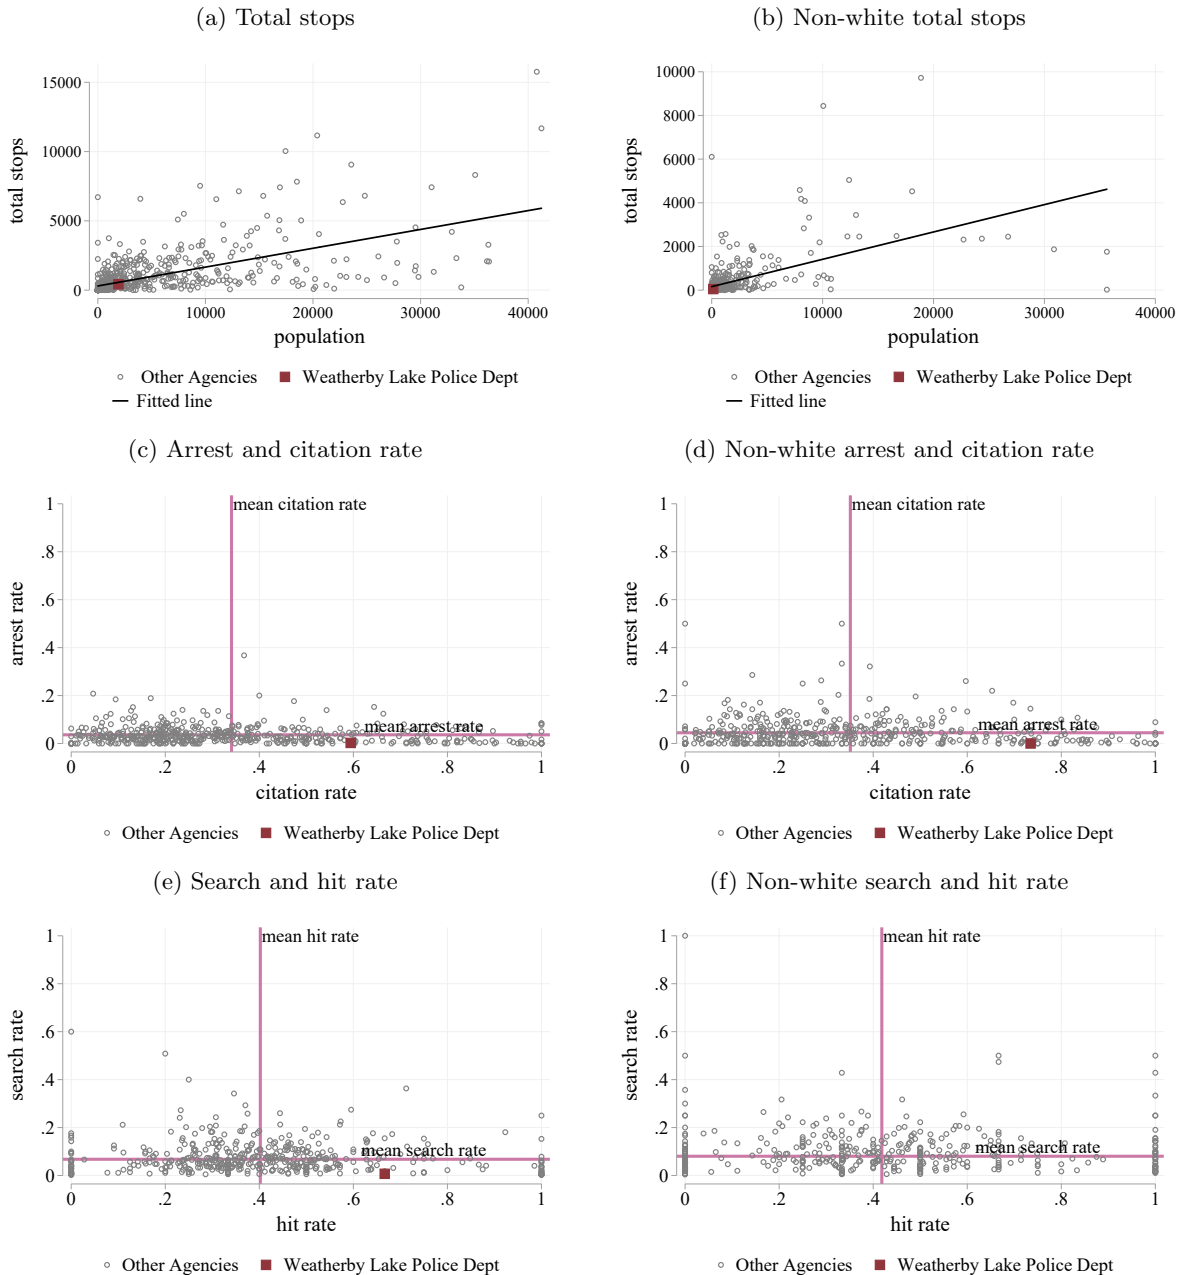 (a) Total stops
(b) Non-white total stops
total stops
15000
10000
5000
0
0 10000 20000 30000 40000
population
Other Agencies Weatherby Lake Police Dept
Fitted line
total stops
10000
8000
6000
4000
2000
0
0 10000 20000 30000 40000
population
Other Agencies Weatherby Lake Police Dept
Fitted line
(c) Arrest and citation rate
(d) Non-white arrest and citation rate
arrest rate
1
.8
.6
.4
.2
0
mean citation rate
mean arrest rate
0 .2 .4 .6 .8 1
citation rate
Other Agencies Weatherby Lake Police Dept
arrest rate
1
.8
.6
.4
.2
0
mean citation rate
mean arrest rate
0 .2 .4 .6 .8 1
citation rate
Other Agencies Weatherby Lake Police Dept
(e) Search and hit rate
(f) Non-white search and hit rate
search rate
1
.8
.6
.4
.2
0
mean hit rate
mean search rate
0 .2 .4 .6 .8 1
hit rate
Other Agencies Weatherby Lake Police Dept
search rate
1
.8
.6
.4
.2
0
mean hit rate
mean search rate
0 .2 .4 .6 .8 1
hit rate
Other Agencies Weatherby Lake Police Dept